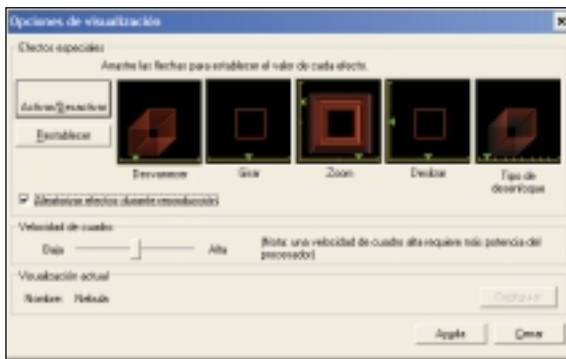 Opciones de visualización
Efectos especiales
Arrastre las flechas para establecer el valor de cada efecto.
Activar/Desactivar
Restablecer
Desvanecer
Girar
Zoom
Deslizar
Tipo de
desenfoque
Aleatorizar efectos durante reproducción
Velocidad de cuadro
Baja
Alta
(Nota: una velocidad de cuadro alta requiere más potencia del
procesador)
Visualización actual
Nombre: Nebula
Configurar
Ayuda
Cerrar